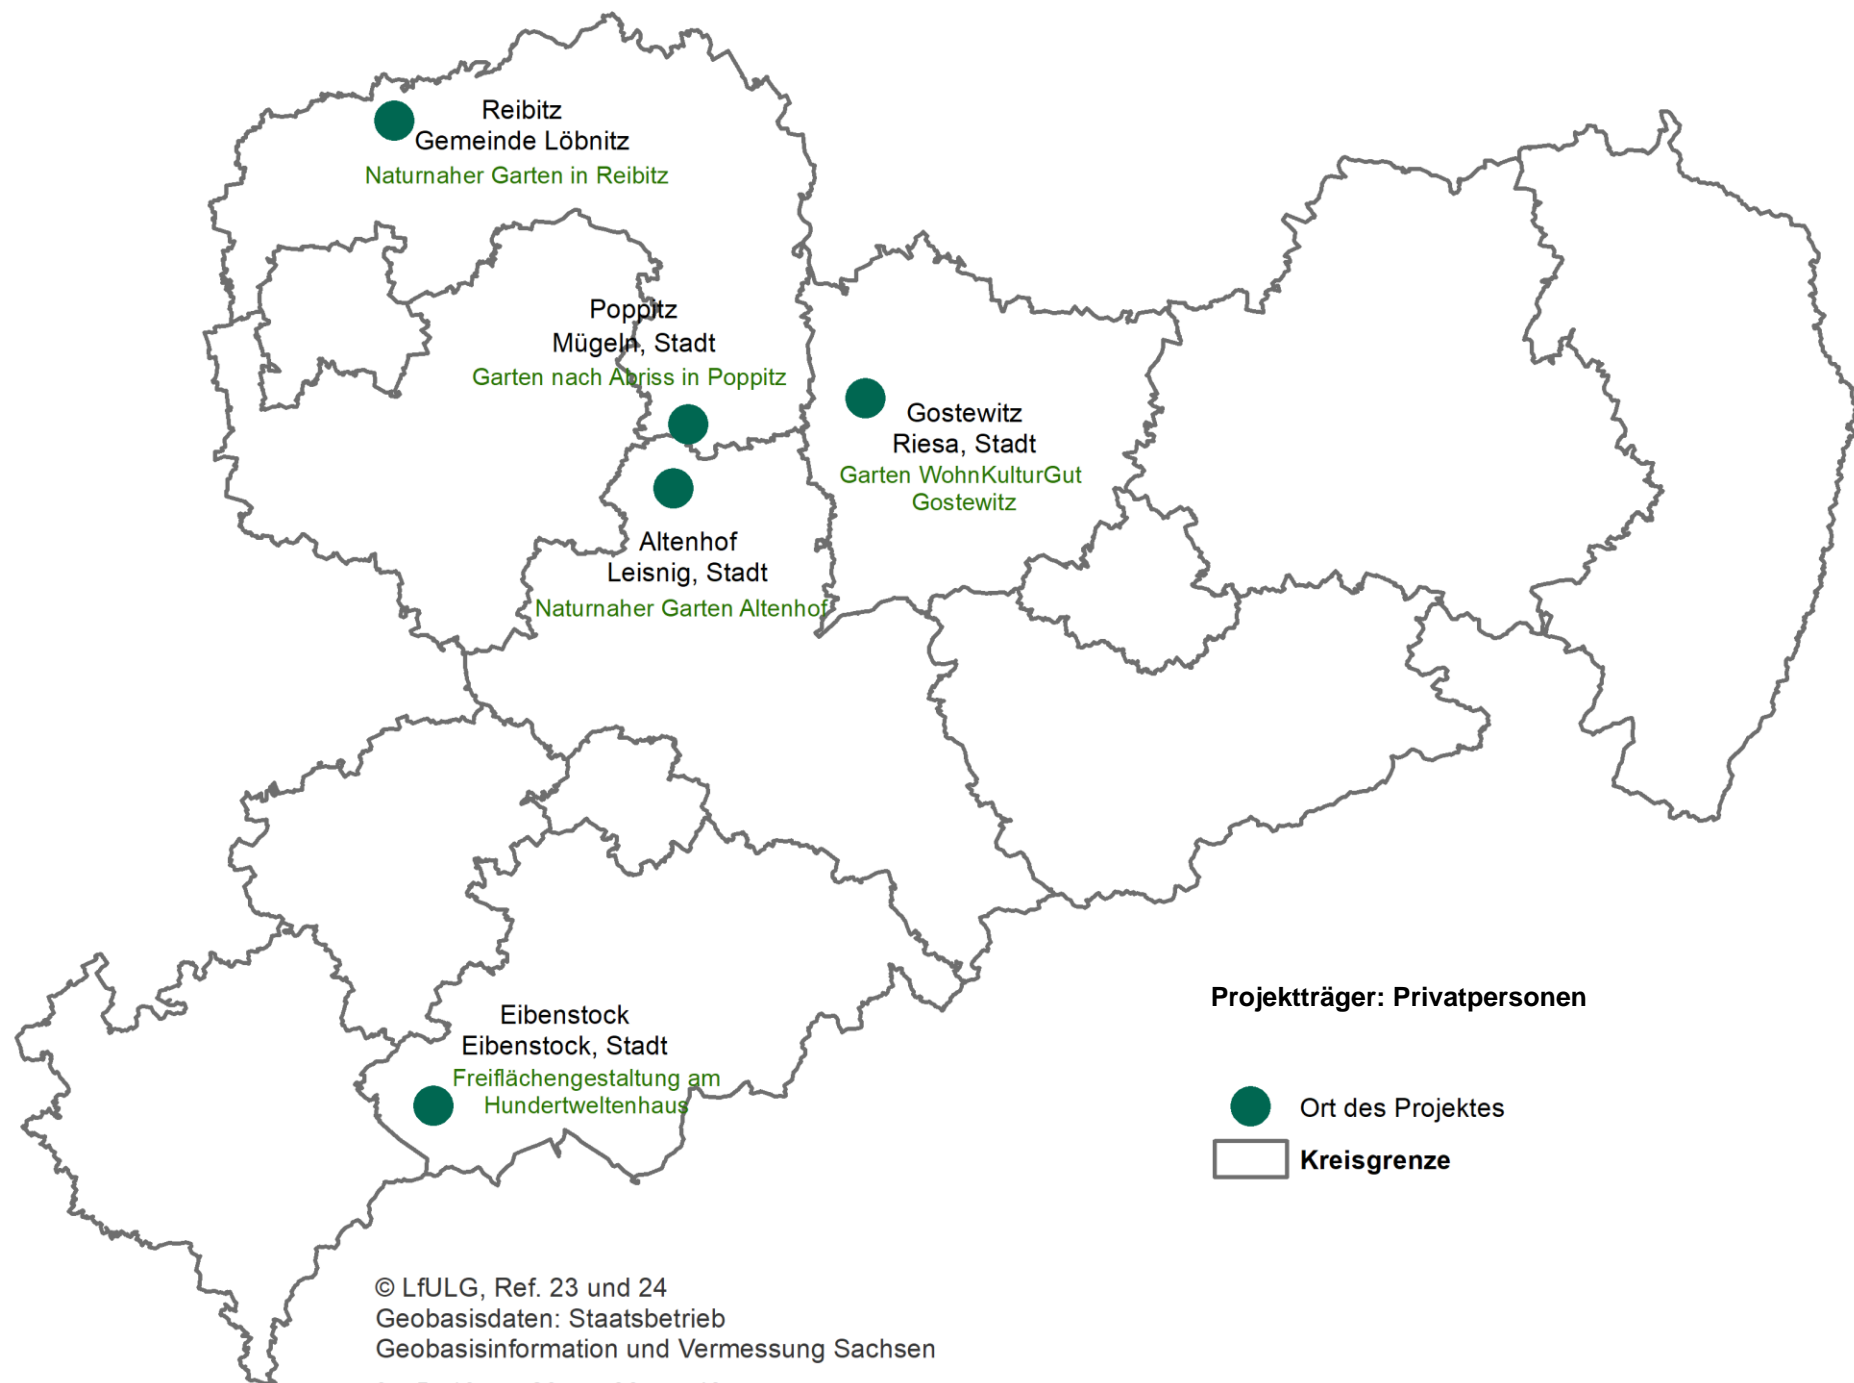 Reibitz
Gemeinde Löbnitz
Naturnaher Garten in Reibitz
Poppitz
Mügeln, Stadt
Garten nach Abriss in Poppitz
Gostewitz
Riesa, Stadt
Garten WohnKulturGut
Gostewitz
Altenhof
Leisnig, Stadt
Naturnaher Garten Altenhof
Eibenstock
Eibenstock, Stadt
Freiflächengestaltung am
Hundertweltenhaus
Projektträger: Privatpersonen
Ort des Projektes
Kreisgrenze
© LfULG, Ref. 23 und 24
Geobasisdaten: Staatsbetrieb
Geobasisinformation und Vermessung Sachsen